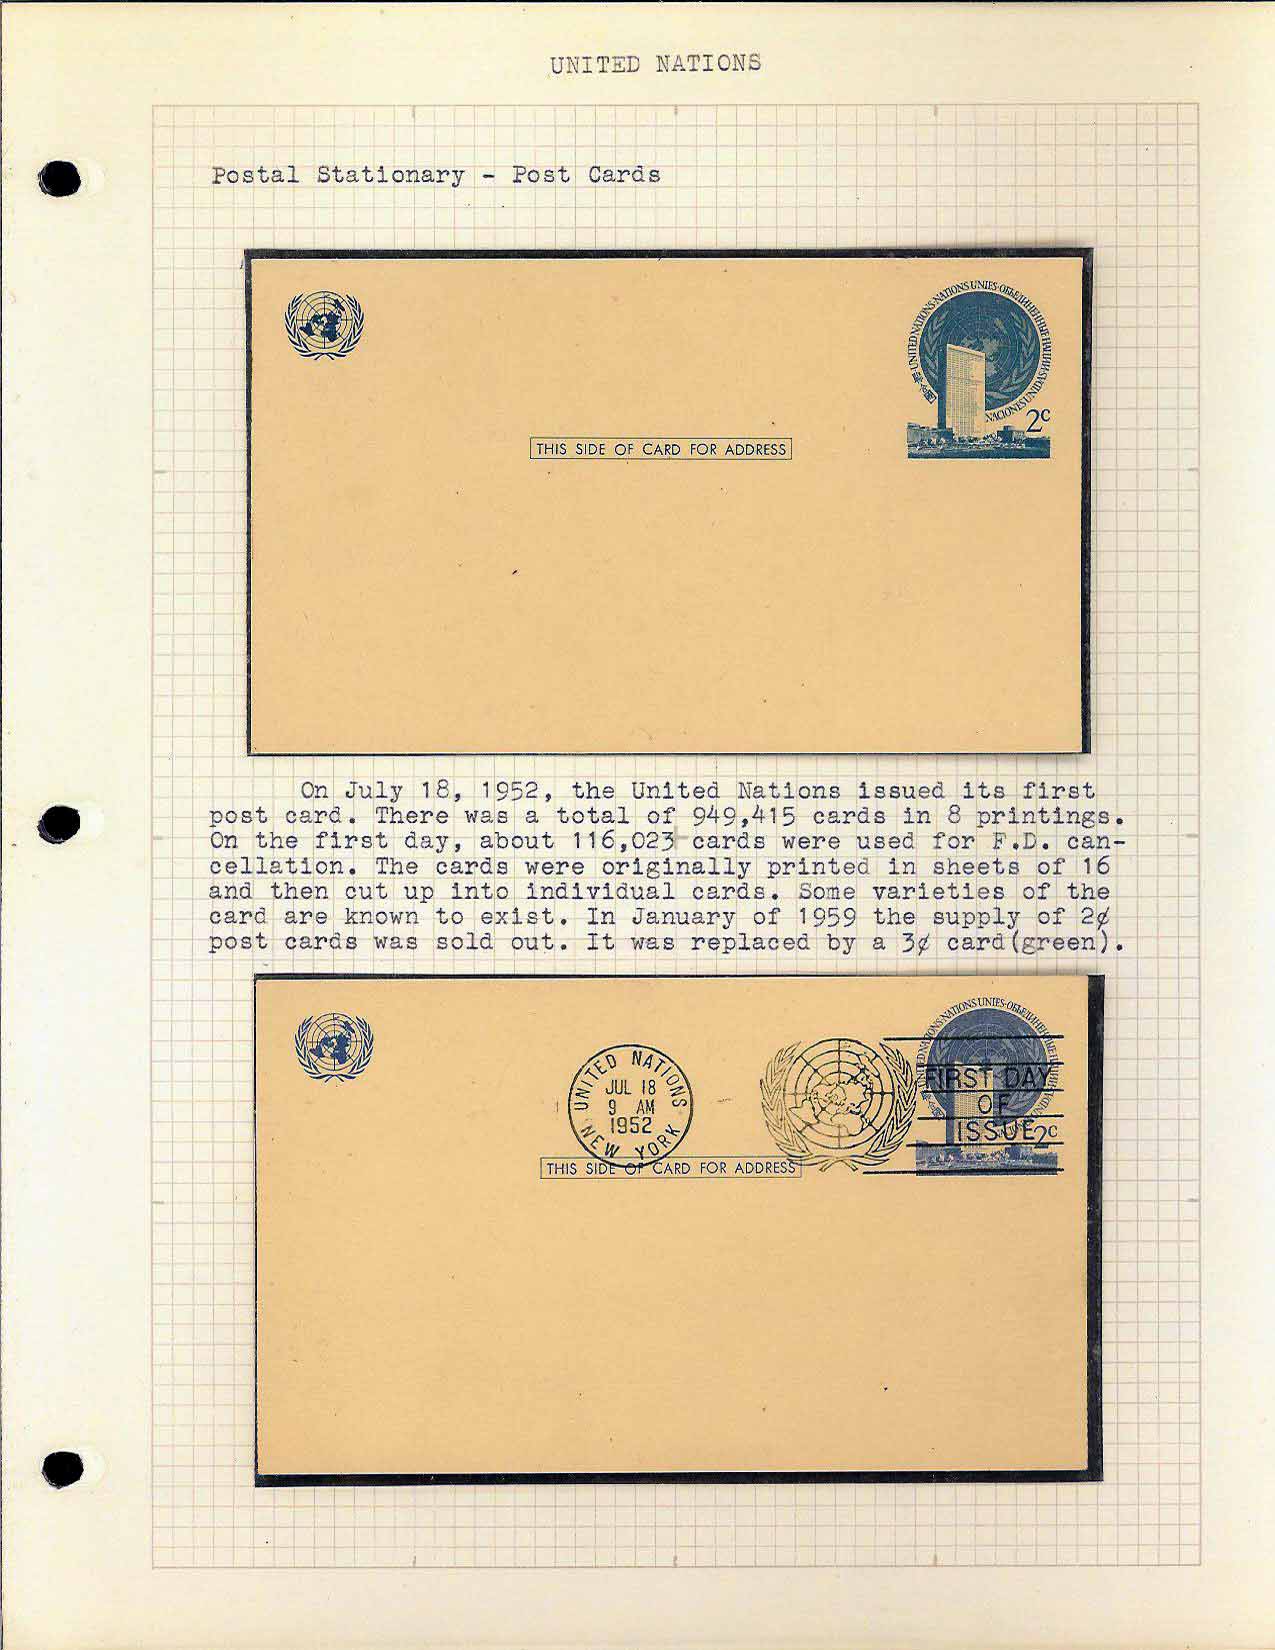 UNITED NATIONS
Postal Stationary - Post Cards
UNITED NATIONS·NATIONS UNIES·ОБЪЕДИНЕННЫЕ НАЦИИ·NACIONES UNIDAS
2c
THIS SIDE OF CARD FOR ADDRESS
On July 18, 1952, the United Nations issued its first
post card. There was a total of 949,415 cards in 8 printings.
On the first day, about 116,023 cards were used for F.D. can-
cellation. The cards were originally printed in sheets of 16
and then cut up into individual cards. Some varieties of the
card are known to exist. In January of 1959 the supply of 2¢
post cards was sold out. It was replaced by a 3¢ card(green).
UNITED NATIONS
JUL 18
9 AM
1952
NEW YORK
NATIONS UNIES
FIRST DAY
OF
ISSUE
2c
THIS SIDE OF CARD FOR ADDRESS